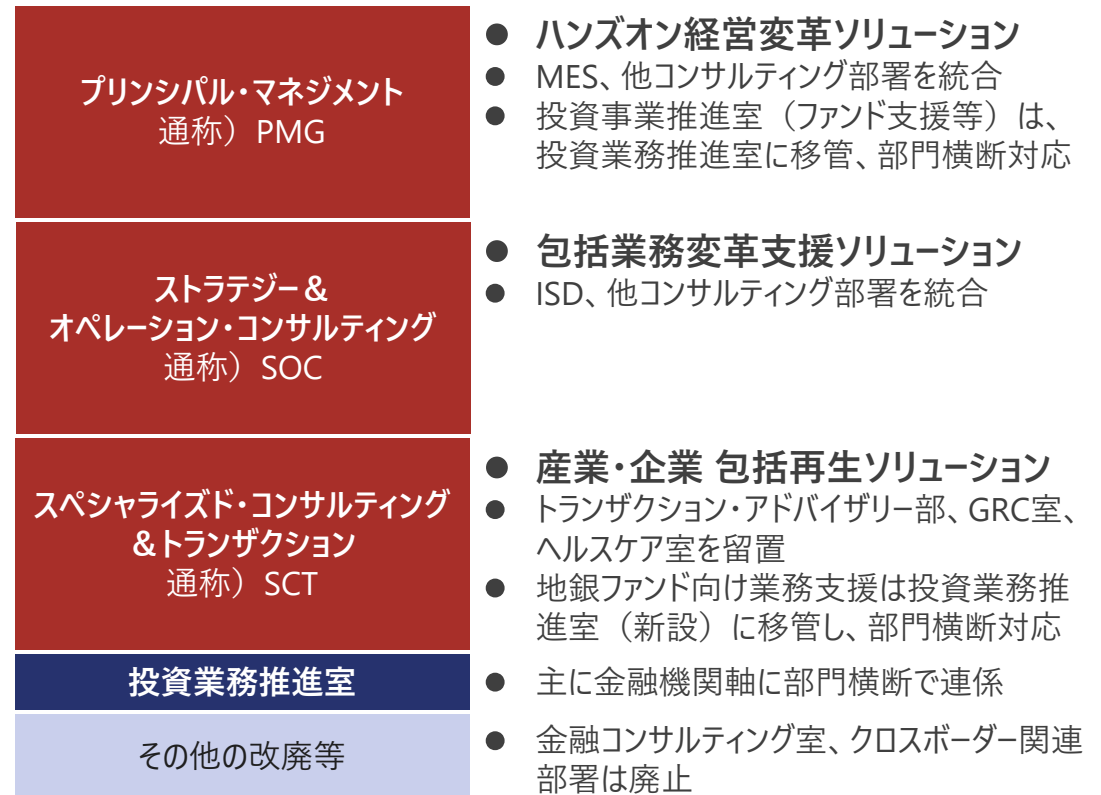 プリンシパル・マネジメント
通称）PMG
● ハンズオン経営変革ソリューション
● MES、他コンサルティング部署を統合
● 投資事業推進室（ファンド支援等）は、
投資業務推進室に移管、部門横断対応
ストラテジー＆
オペレーション・コンサルティング
通称）SOC
● 包括業務変革支援ソリューション
● ISD、他コンサルティング部署を統合
スペシャライズド・コンサルティング
＆トランザクション
通称）SCT
● 産業・企業 包括再生ソリューション
● トランザクション・アドバイザリー部、GRC室、
ヘルスケア室を留置
● 地銀ファンド向け業務支援は投資業務推
進室（新設）に移管し、部門横断対応
投資業務推進室
● 主に金融機関軸に部門横断で連係
その他の改廃等
● 金融コンサルティング室、クロスボーダー関連
部署は廃止